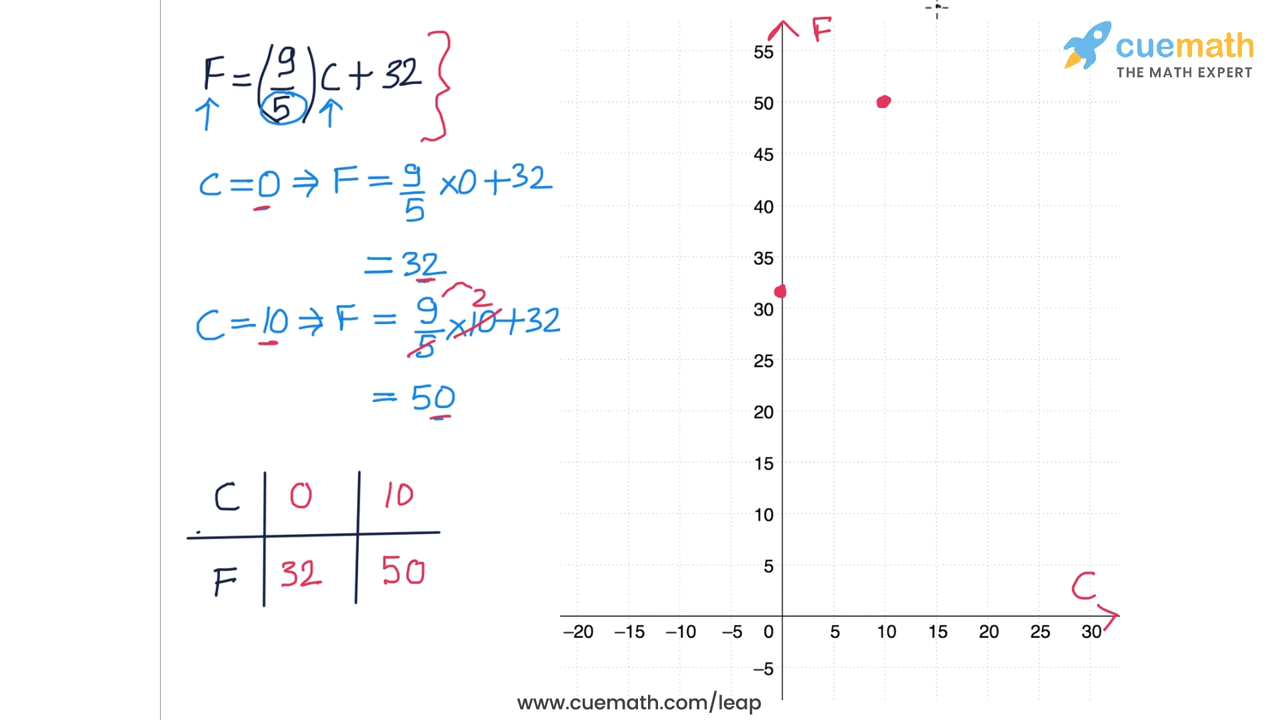 F = (9/5) C + 32
C = 0 ⇒ F = 9/5 × 0 + 32
= 32
C = 10 ⇒ F = 9/5 × 10 + 32
2
= 50
C 0 10
F 32 50
F
55
50
45
40
35
30
25
20
15
10
5
C
–20 –15 –10 –5 0 5 10 15 20 25 30
–5
cuemath
THE MATH EXPERT
www.cuemath.com/leap